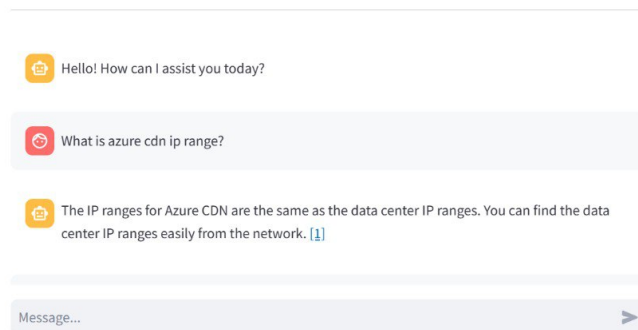 Hello! How can I assist you today?
What is azure cdn ip range?
The IP ranges for Azure CDN are the same as the data center IP ranges. You can find the data
center IP ranges easily from the network. [1]
Message...